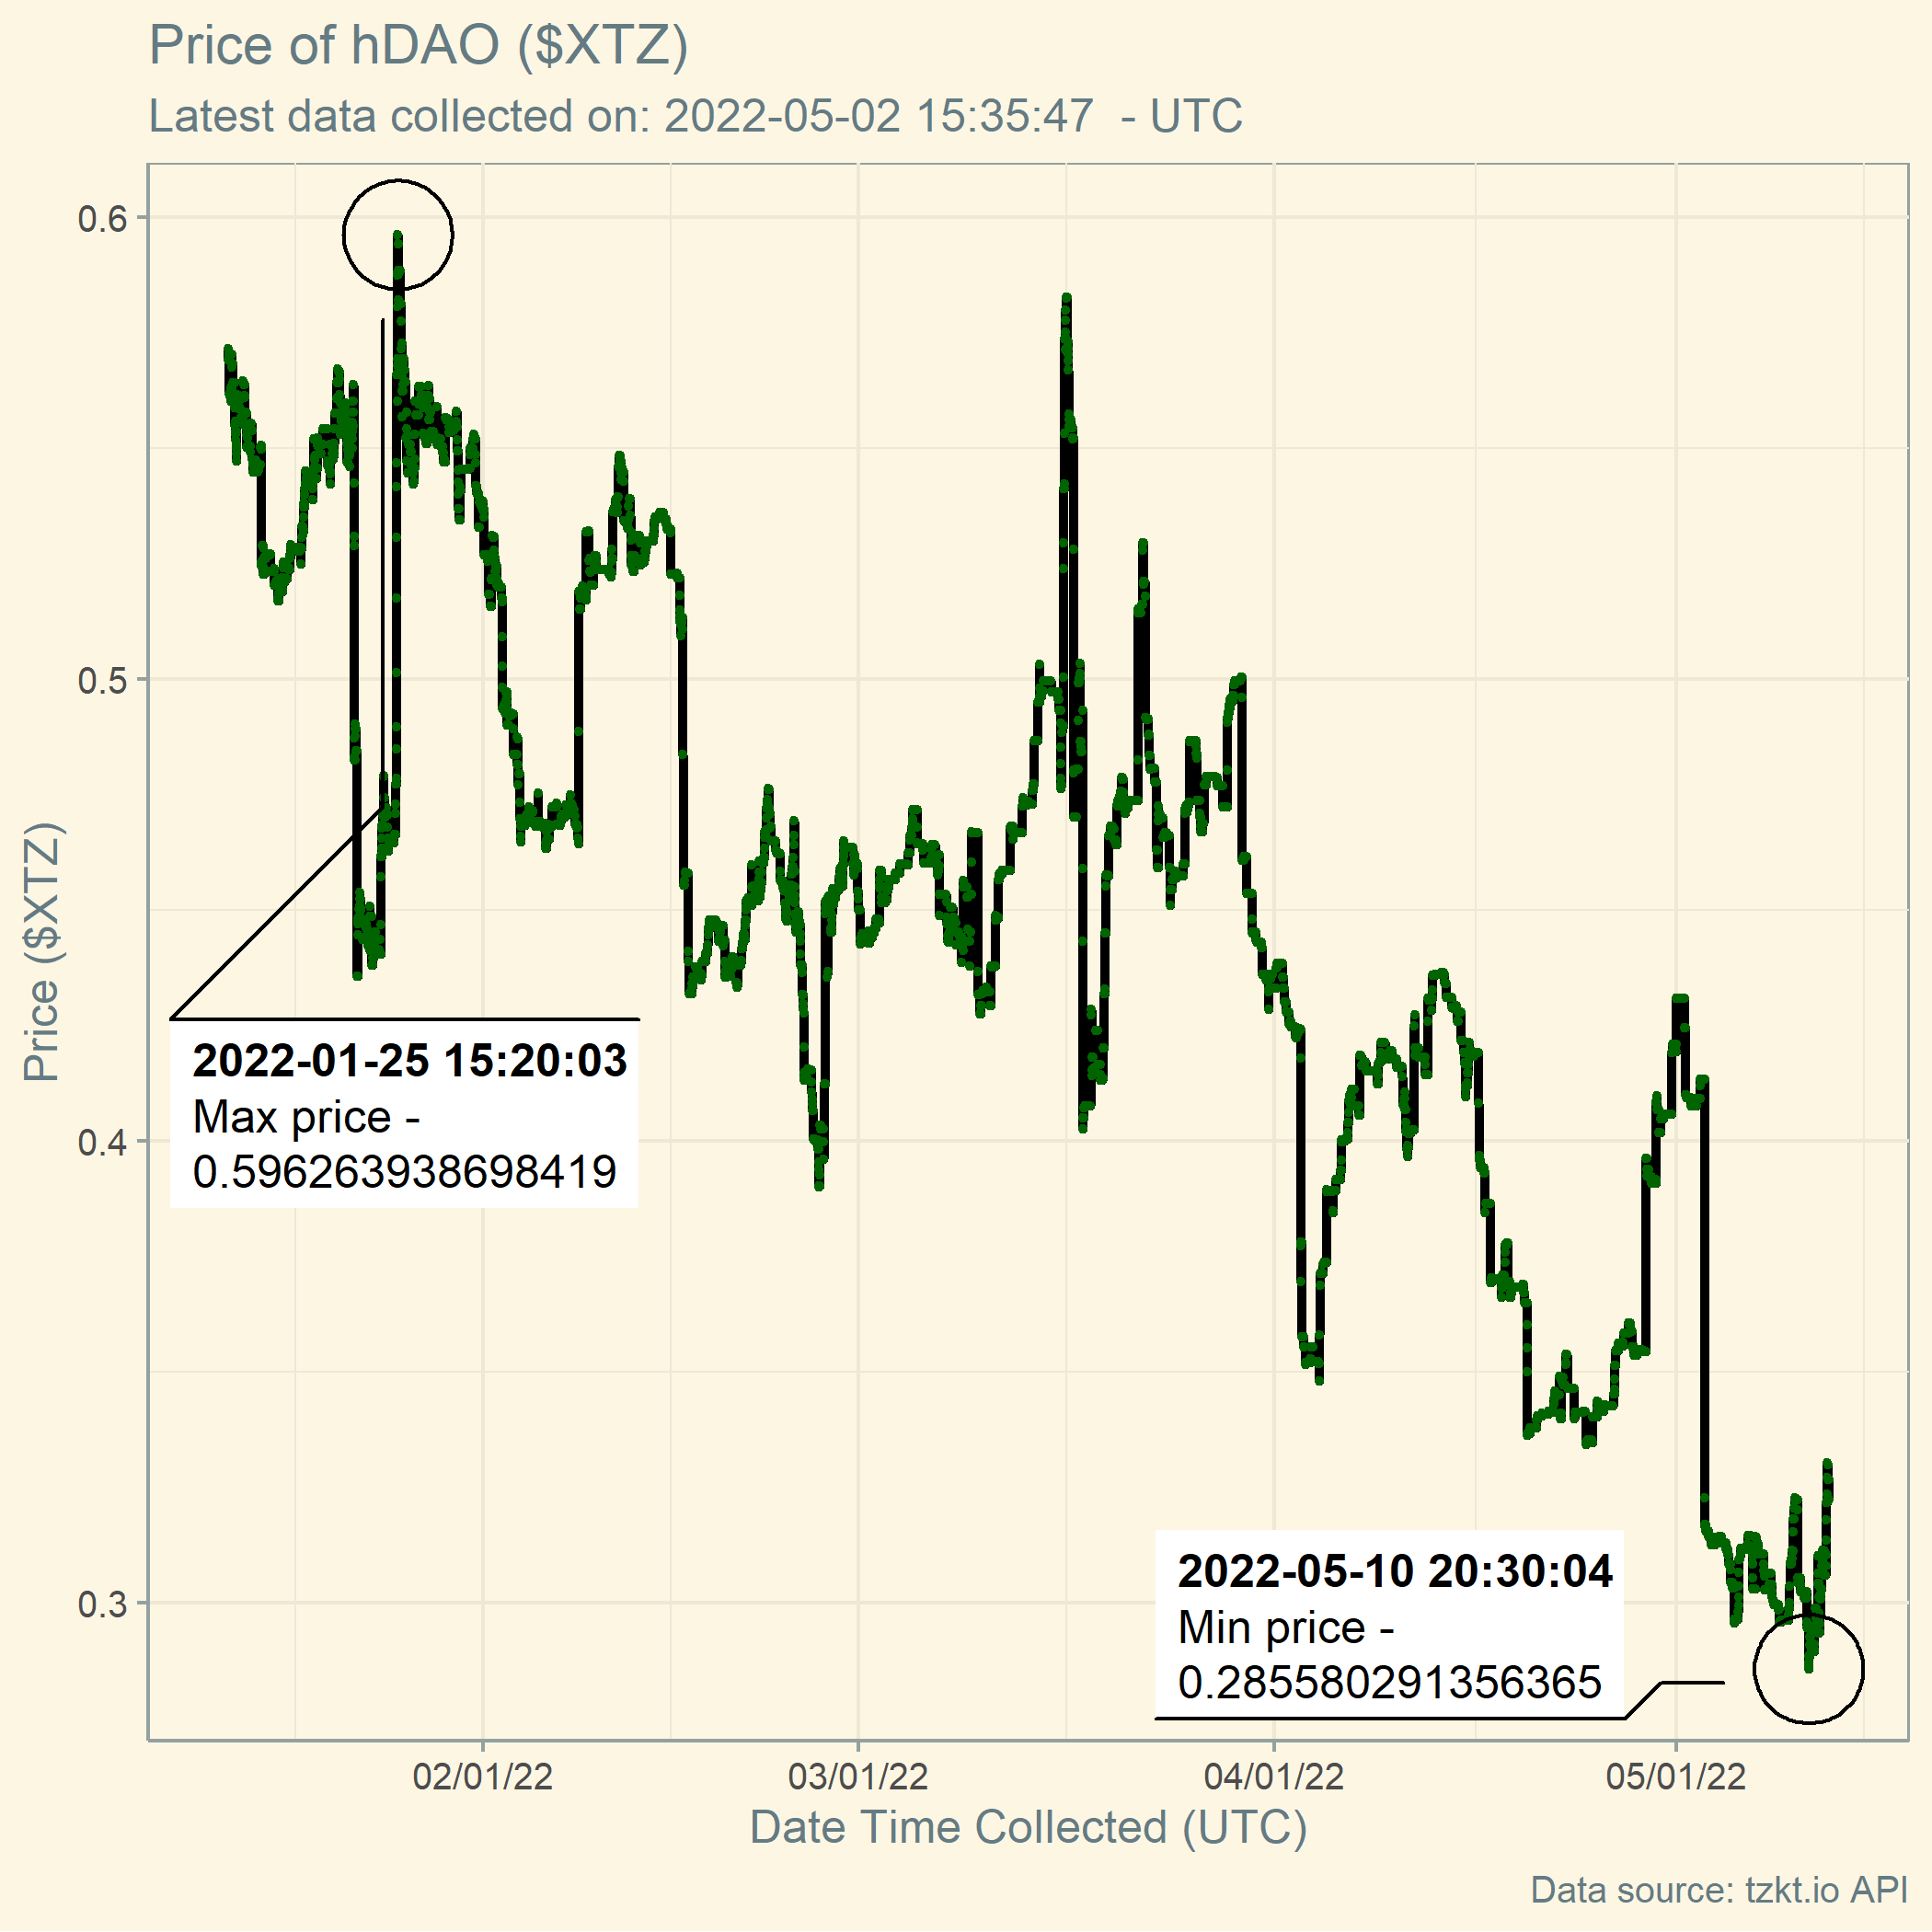 Price of hDAO ($XTZ)
Latest data collected on: 2022-05-02 15:35:47  - UTC
Price ($XTZ)
0.6
0.5
0.4
0.3
2022-01-25 15:20:03
Max price -
0.596263938698419
2022-05-10 20:30:04
Min price -
0.285580291356365
02/01/22
03/01/22
04/01/22
05/01/22
Date Time Collected (UTC)
Data source: tzkt.io API